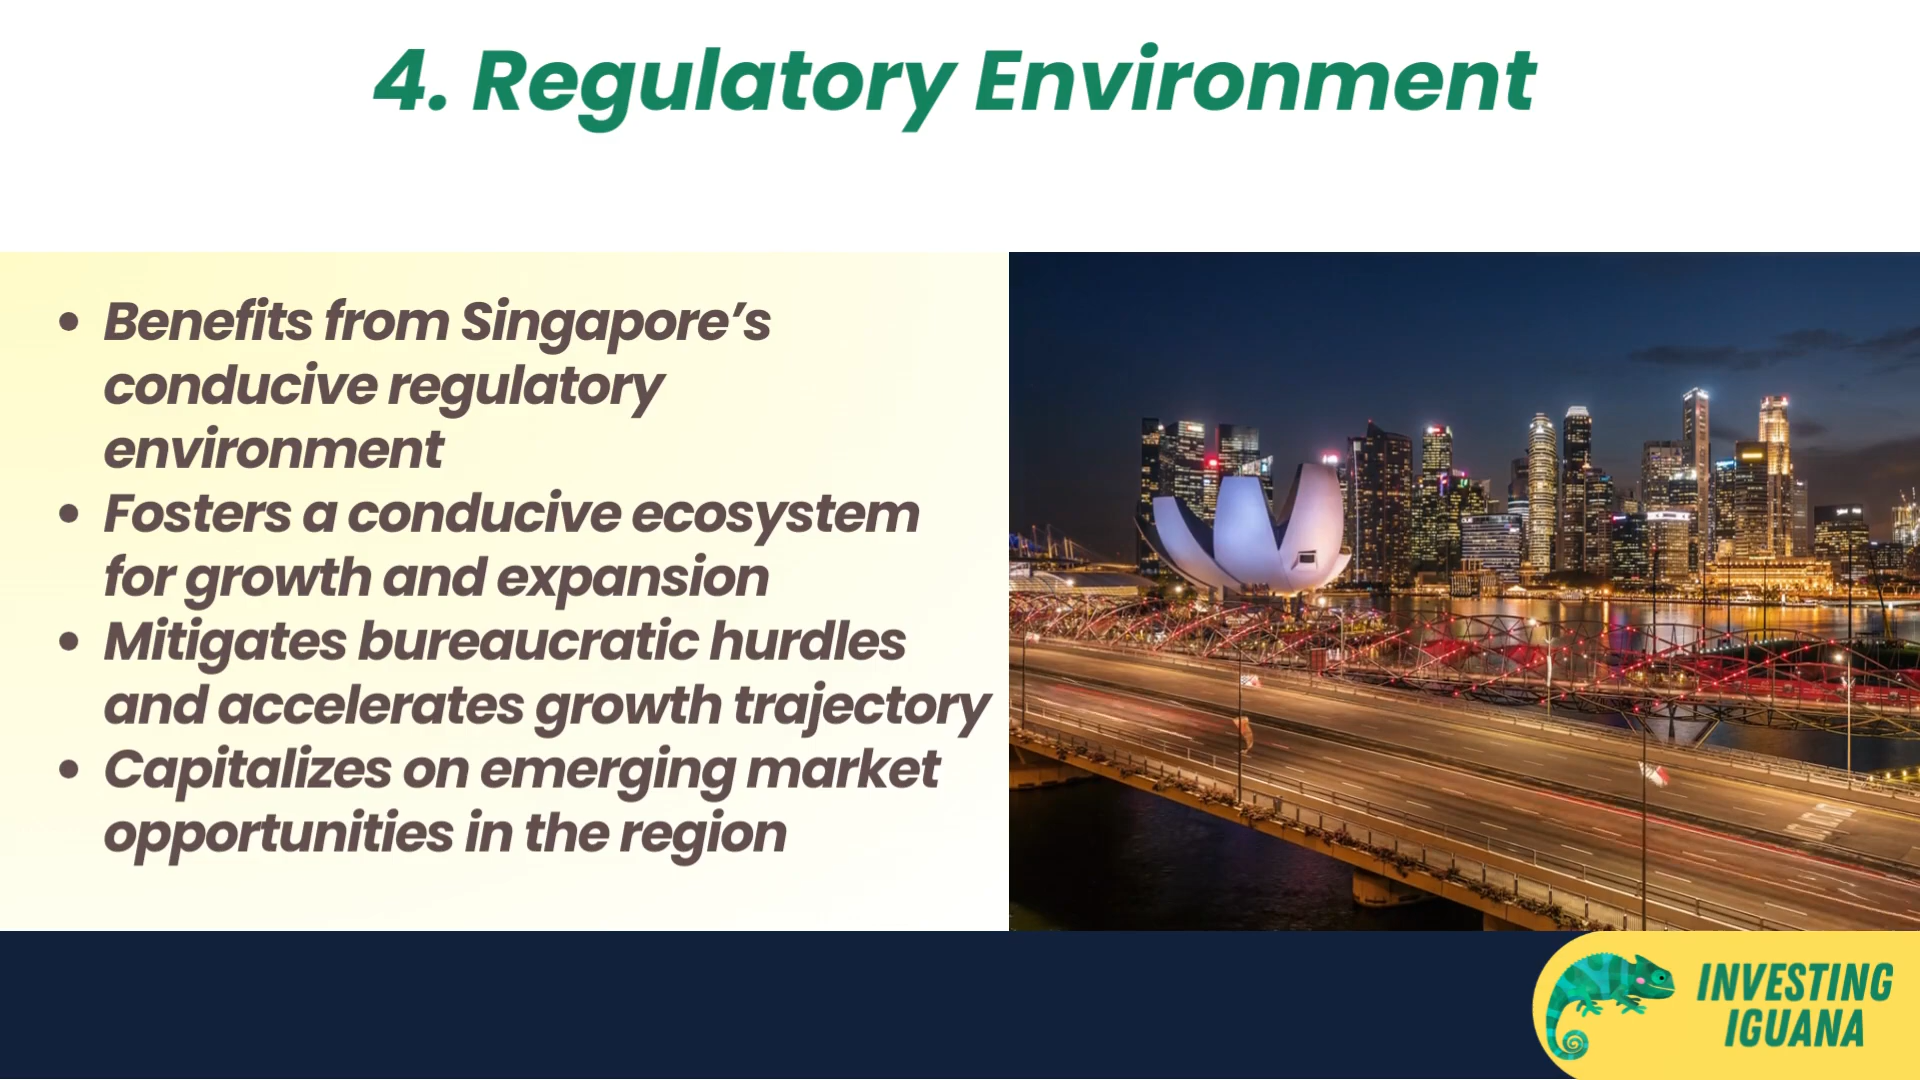 4. Regulatory Environment
• Benefits from Singapore’s
conducive regulatory
environment
• Fosters a conducive ecosystem
for growth and expansion
• Mitigates bureaucratic hurdles
and accelerates growth trajectory
• Capitalizes on emerging market
opportunities in the region
INVESTING
IGUANA